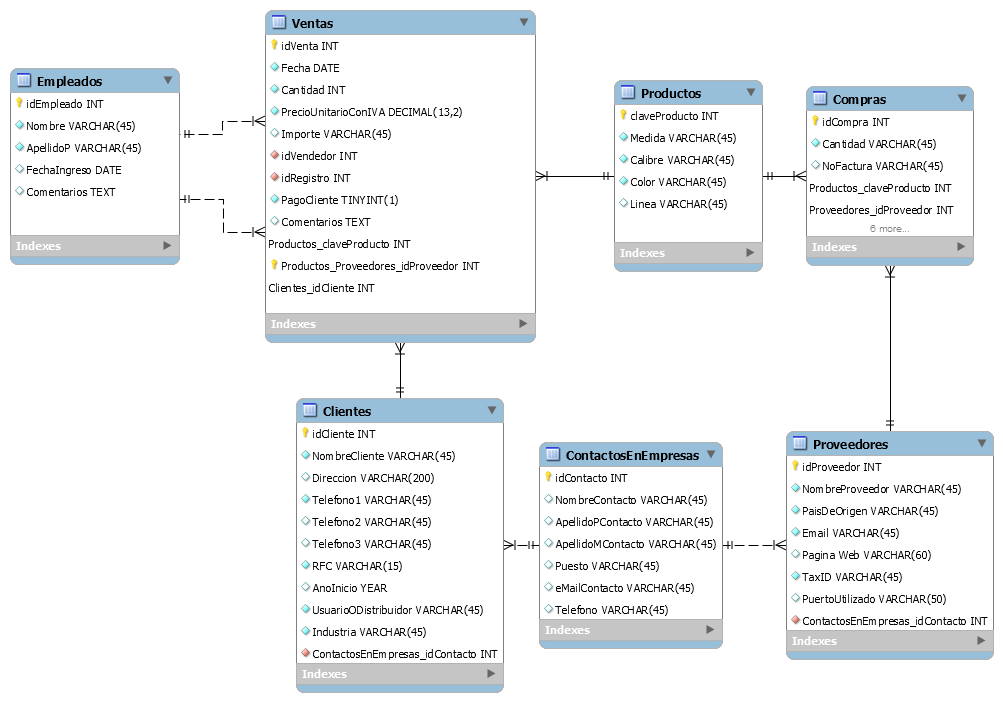 Empleados
idEmpleado INT
Nombre VARCHAR(45)
ApellidoP VARCHAR(45)
FechaIngreso DATE
Comentarios TEXT
Indexes
Ventas
idVenta INT
Fecha DATE
Cantidad INT
PrecioUnitarioConIVA DECIMAL(13,2)
Importe VARCHAR(45)
idVendedor INT
idRegistro INT
PagoCliente TINYINT(1)
Comentarios TEXT
Productos_claveProducto INT
Productos_Proveedores_idProveedor INT
Clientes_idCliente INT
Indexes
Productos
claveProducto INT
Medida VARCHAR(45)
Calibre VARCHAR(45)
Color VARCHAR(45)
Linea VARCHAR(45)
Indexes
Compras
idCompra INT
Cantidad VARCHAR(45)
NoFactura VARCHAR(45)
Productos_claveProducto INT
Proveedores_idProveedor INT
6 more...
Indexes
Clientes
idCliente INT
NombreCliente VARCHAR(45)
Direccion VARCHAR(200)
Telefono1 VARCHAR(45)
Telefono2 VARCHAR(45)
Telefono3 VARCHAR(45)
RFC VARCHAR(15)
AnoInicio YEAR
UsuarioODistribuidor VARCHAR(45)
Industria VARCHAR(45)
ContactosEnEmpresas_idContacto INT
Indexes
ContactosEnEmpresas
idContacto INT
NombreContacto VARCHAR(45)
ApellidoPContacto VARCHAR(45)
ApellidoMContacto VARCHAR(45)
Puesto VARCHAR(45)
eMailContacto VARCHAR(45)
Telefono VARCHAR(45)
Indexes
Proveedores
idProveedor INT
NombreProveedor VARCHAR(45)
PaisDeOrigen VARCHAR(45)
Email VARCHAR(45)
Pagina Web VARCHAR(60)
TaxID VARCHAR(45)
PuertoUtilizado VARCHAR(50)
ContactosEnEmpresas_idContacto INT
Indexes